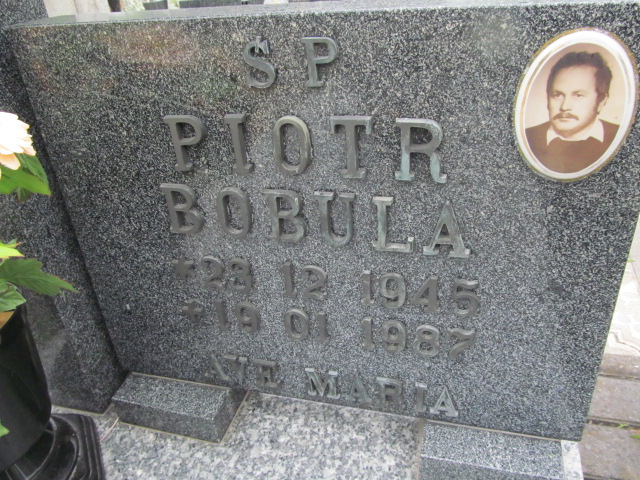 ŚP
PIOTR
BOBULA
*23 12 1945
+19 01 1987
AVE MARIA